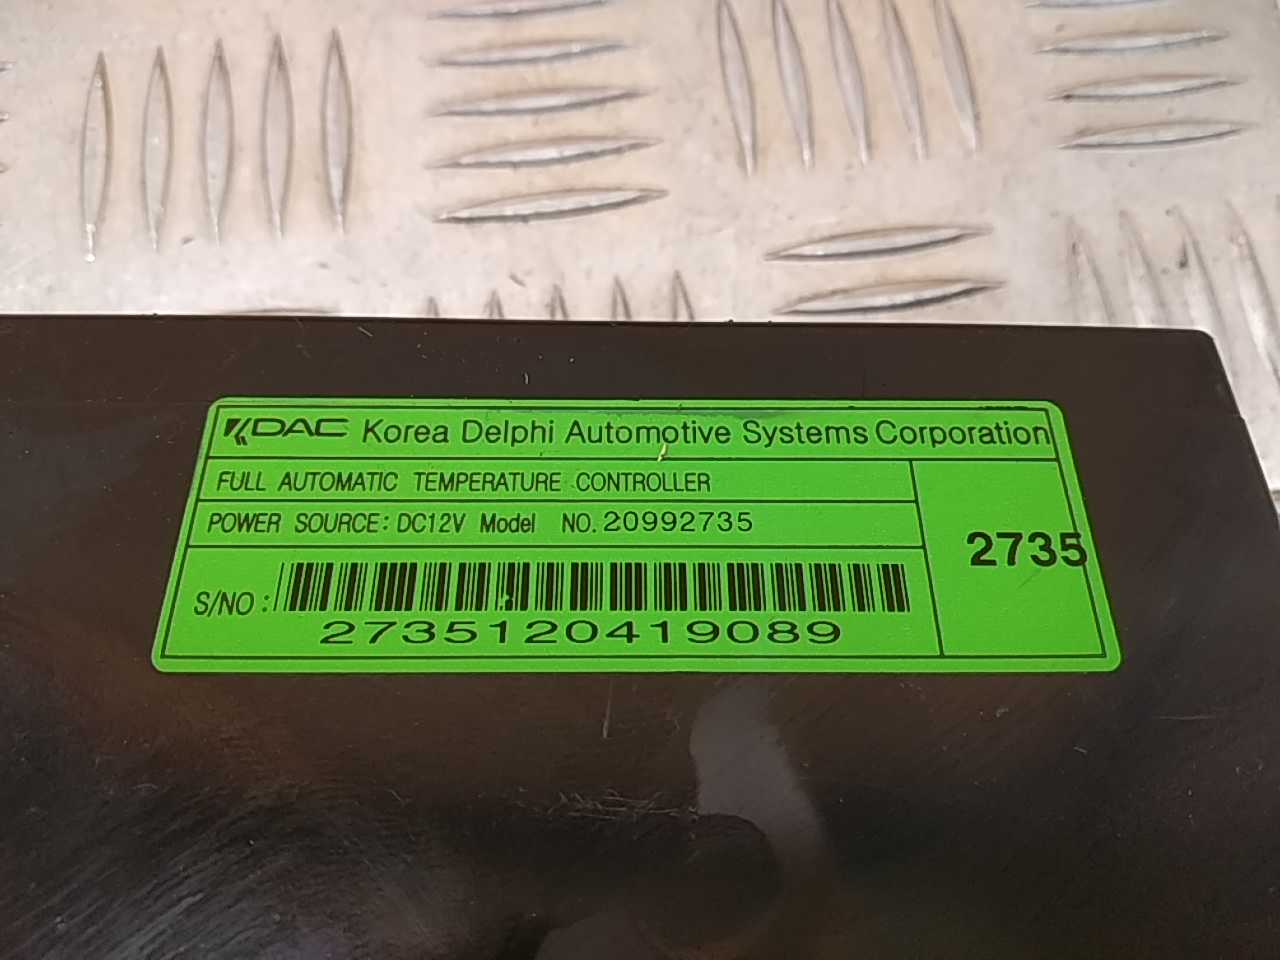 KDAC Korea Delphi Automotive Systems Corporation
FULL AUTOMATIC TEMPERATURE CONTROLLER
POWER SOURCE: DC12V Model NO. 20992735
2735
S/NO :
2735120419089